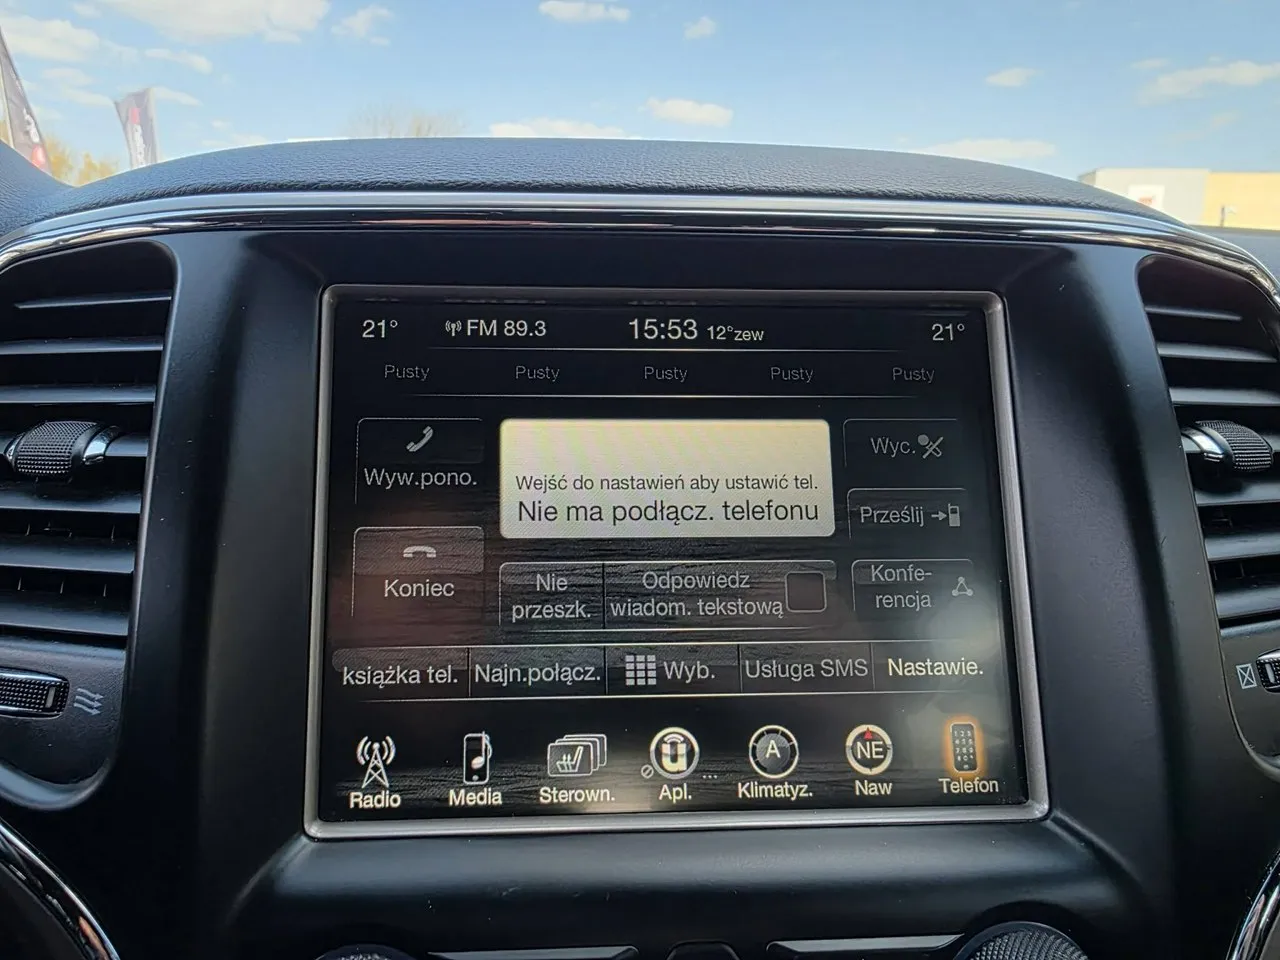 21° FM 89.3 15:53 12°zew 21°
Pusty Pusty Pusty Pusty Pusty
Wyw.pono.
Wejść do nastawień aby ustawić tel.
Nie ma podłącz. telefonu
Wyc.
Prześlij
Koniec
Nie
przeszk.
Odpowiedz
wiadom. tekstową
Konfe-
rencja
książka tel. Najn.połącz. Wyb. Usługa SMS Nastawie.
A
NE
Radio Media Sterown. Apl. Klimatyz. Naw Telefon